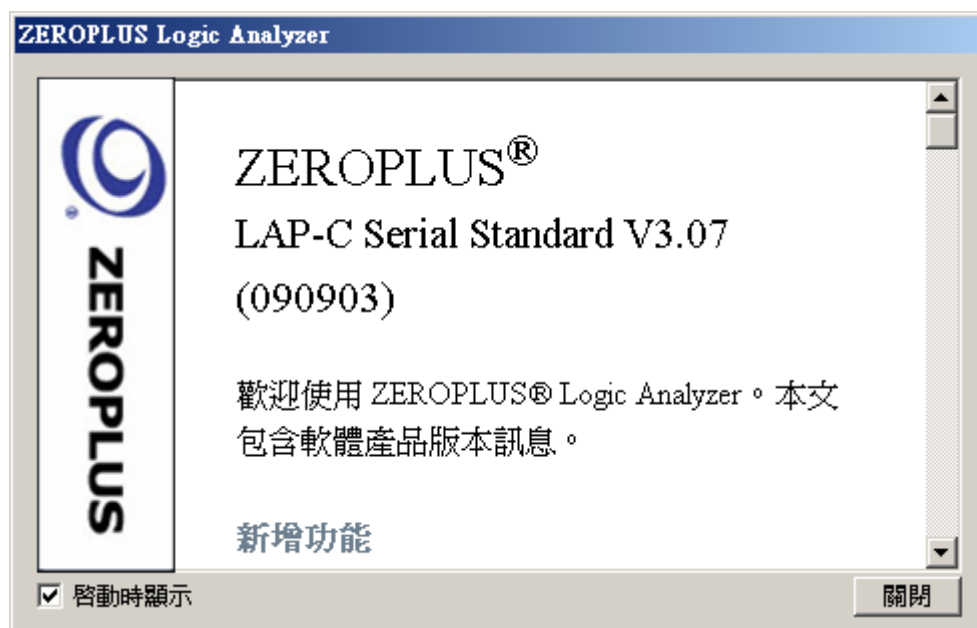 ZEROPLUS Logic Analyzer
ZEROPLUS
ZEROPLUS®
LAP-C Serial Standard V3.07
(090903)
歡迎使用 ZEROPLUS® Logic Analyzer。本文
包含軟體產品版本訊息。
新增功能
啓動時顯示
關閉